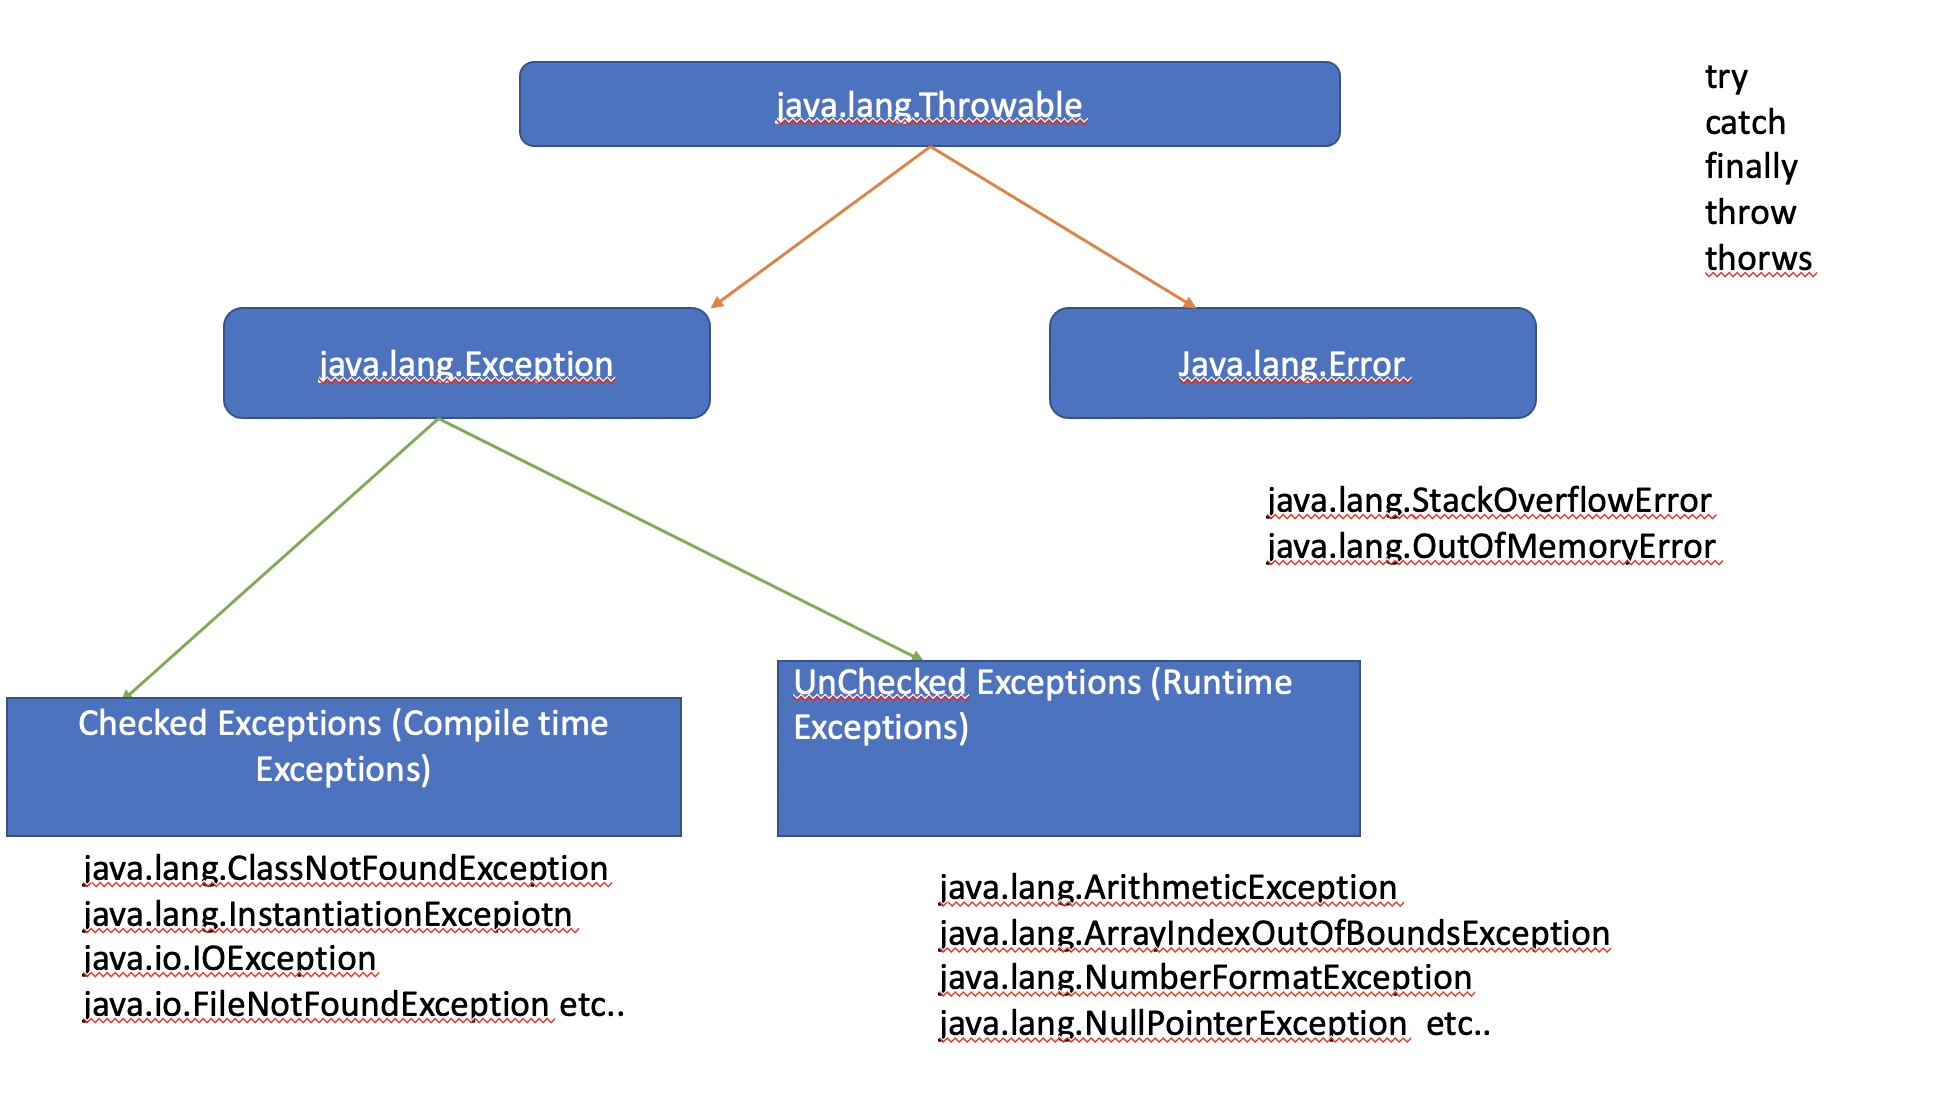 java.lang.Throwable
try
catch
finally
throw
thorws
java.lang.Exception
Java.lang.Error
java.lang.StackOverflowError
java.lang.OutOfMemoryError
Checked Exceptions (Compile time
Exceptions)
UnChecked Exceptions (Runtime
Exceptions)
java.lang.ClassNotFoundException
java.lang.InstantiationExcepiotn
java.io.IOException
java.io.FileNotFoundException etc..
java.lang.ArithmeticException
java.lang.ArrayIndexOutOfBoundsException
java.lang.NumberFormatException
java.lang.NullPointerException  etc..